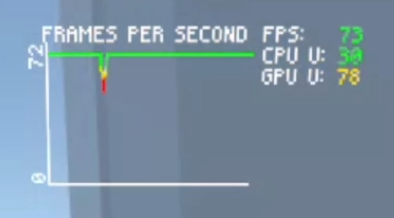 FRAMES PER SECOND
FPS: 73
CPU U: 30
GPU U: 78
72
0